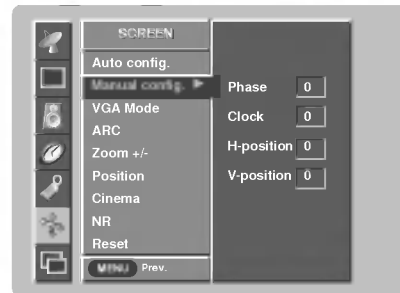 SCREEN
Auto config.
Manual config.
VGA Mode
ARC
Zoom +/-
Position
Cinema
NR
Reset
MENU Prev.
Phase 0
Clock 0
H-position 0
V-position 0